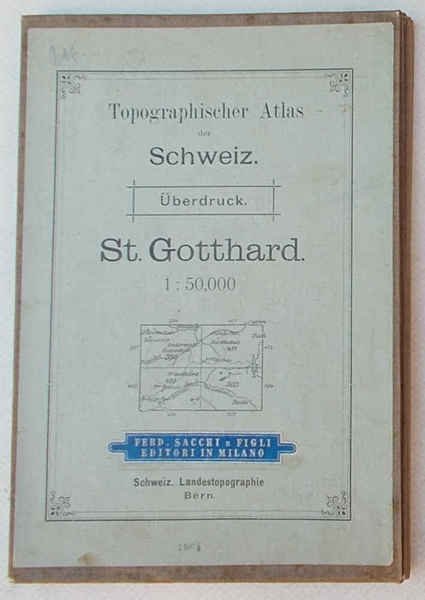 Topographischer Atlas
der
Schweiz.
Überdruck.
St. Gotthard.
1 : 50,000
FERD. SACCHI E FIGLI
EDITORI IN MILANO
Schweiz. Landestopographie
Bern.